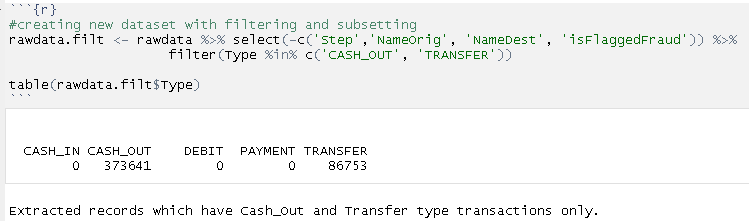 ```{r}
#creating new dataset with filtering and subsetting
rawdata.filt <- rawdata %>% select(-c('Step','NameOrig', 'NameDest', 'isFlaggedFraud')) %>%
filter(Type %in% c('CASH_OUT', 'TRANSFER'))
table(rawdata.filt$Type)
```
CASH_IN CASH_OUT DEBIT PAYMENT TRANSFER
0 373641 0 0 86753
Extracted records which have Cash_Out and Transfer type transactions only.